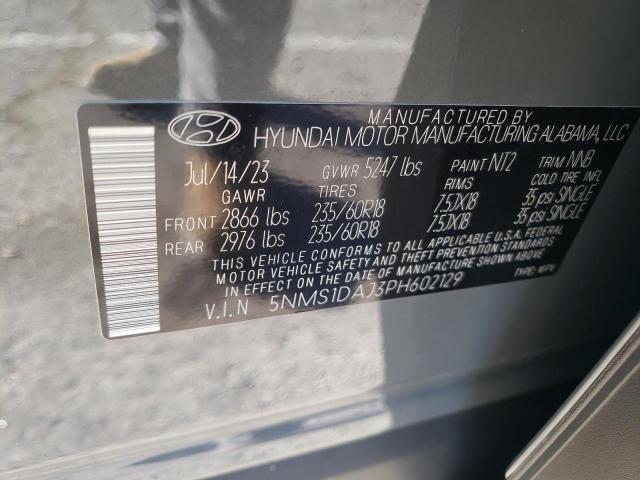 MANUFACTURED BY
HYUNDAI MOTOR MANUFACTURING ALABAMA, LLC
Jul/14/23 GVWR 5247 lbs PAINT NT2 TRIM NNB
GAWR TIRES RIMS COLD TIRE INFL
FRONT 2866 lbs 235/60R18 7.5JX18 35 psi SINGLE
REAR 2976 lbs 235/60R18 7.5JX18 35 psi SINGLE
THIS VEHICLE CONFORMS TO ALL APPLICABLE U.S.A. FEDERAL
MOTOR VEHICLE SAFETY AND THEFT PREVENTION STANDARDS
IN EFFECT ON THE DATE OF MANUFACTURE SHOWN ABOVE.
V.I.N 5NMS1DAJ3PH602129 TYPE:MPV